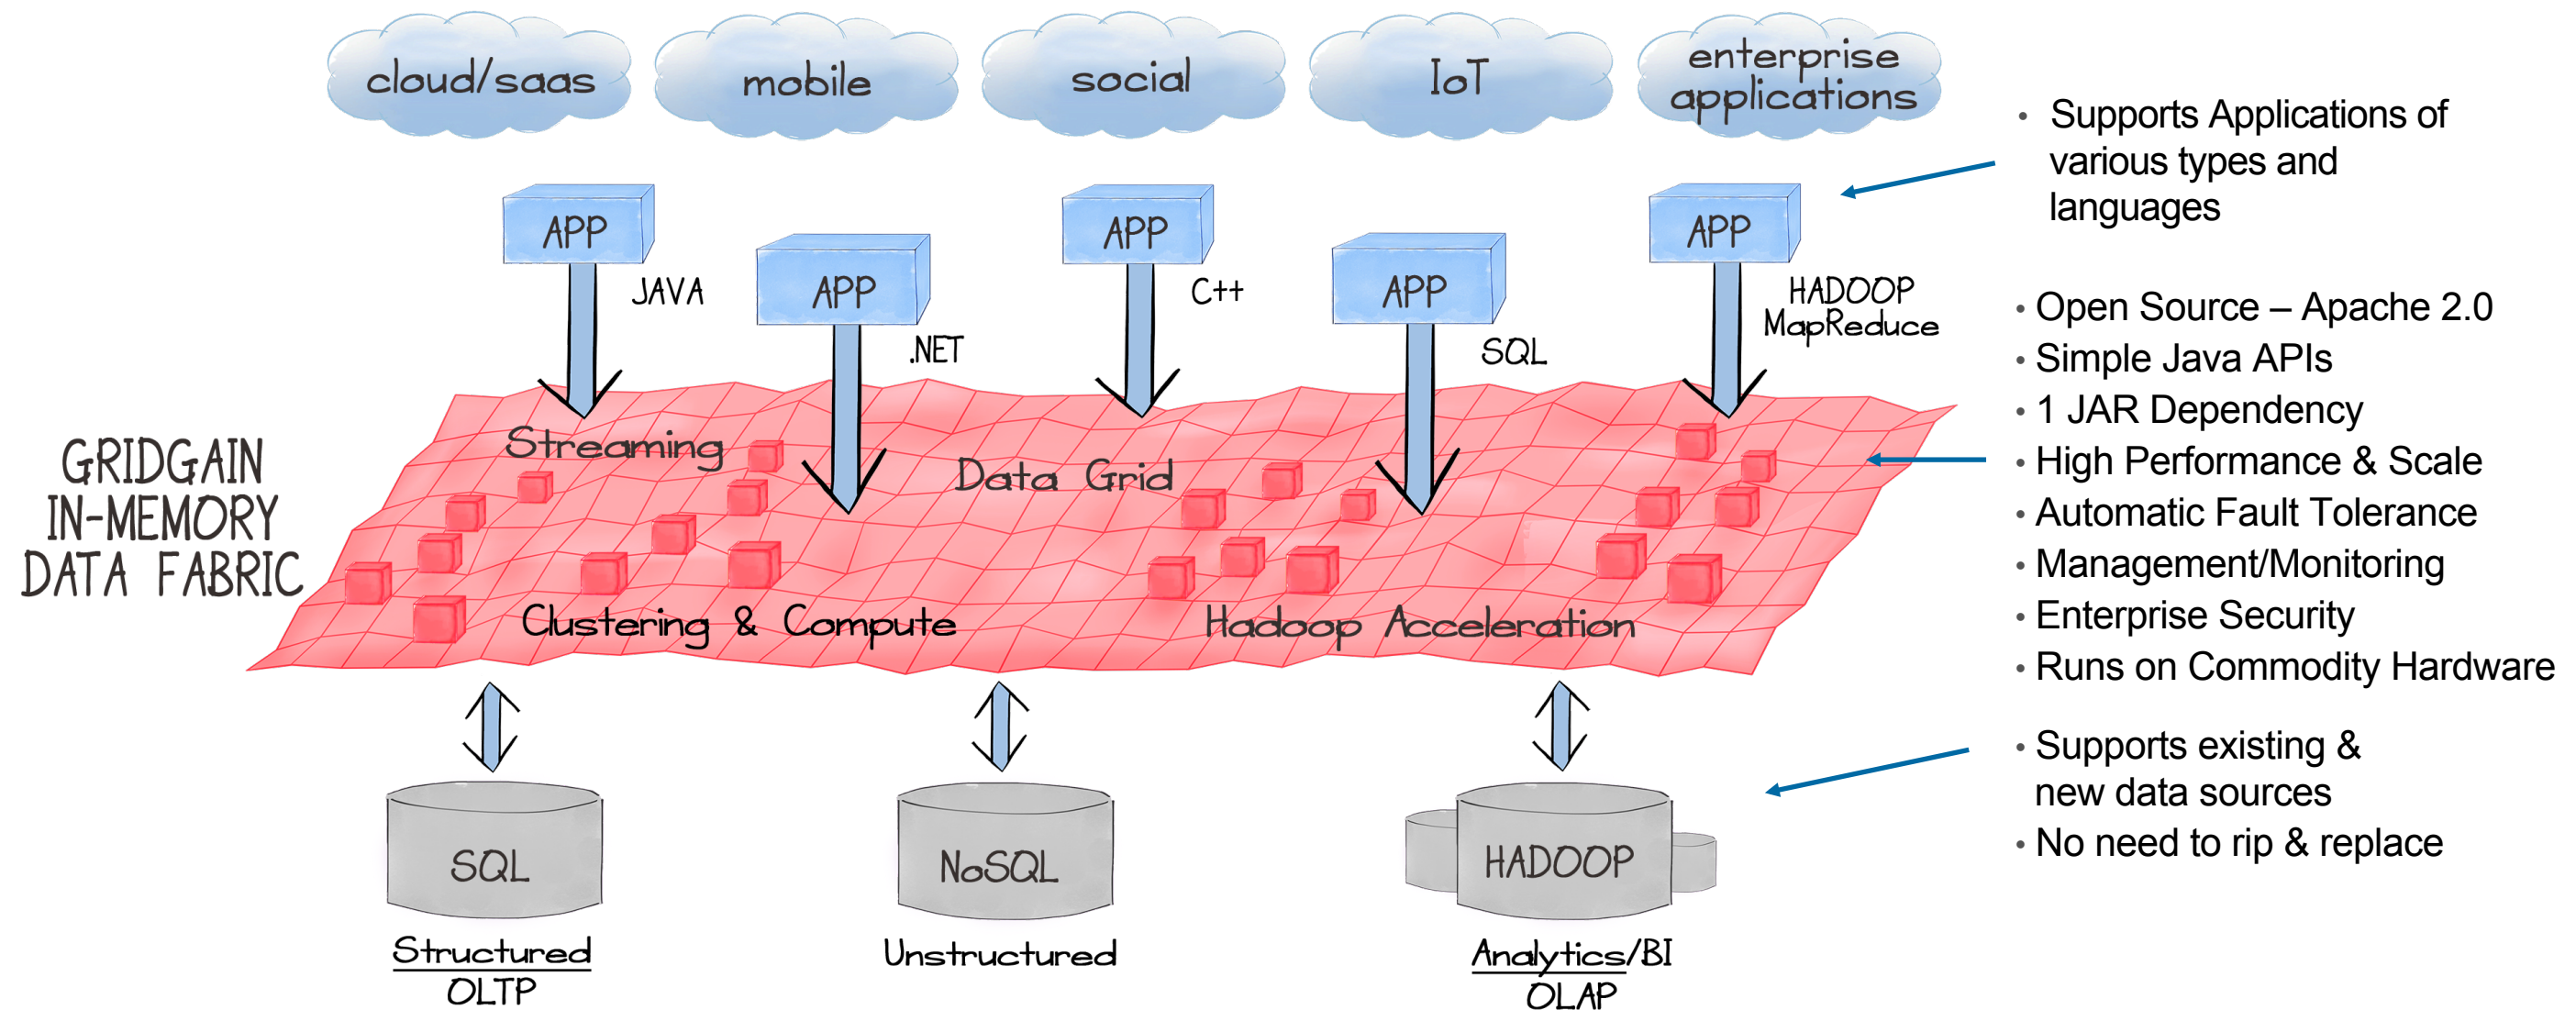 cloud/saas
mobile
social
IoT
enterprise
applications
APP
JAVA
APP
.NET
APP
C++
APP
SQL
APP
HADOOP
MapReduce
GRIDGAIN
IN-MEMORY
DATA FABRIC
Streaming
Data Grid
Clustering & Compute
Hadoop Acceleration
SQL
Structured
OLTP
NoSQL
Unstructured
HADOOP
Analytics/BI
OLAP
• Supports Applications of
various types and
languages
• Open Source – Apache 2.0
• Simple Java APIs
• 1 JAR Dependency
• High Performance & Scale
• Automatic Fault Tolerance
• Management/Monitoring
• Enterprise Security
• Runs on Commodity Hardware
• Supports existing &
new data sources
• No need to rip & replace